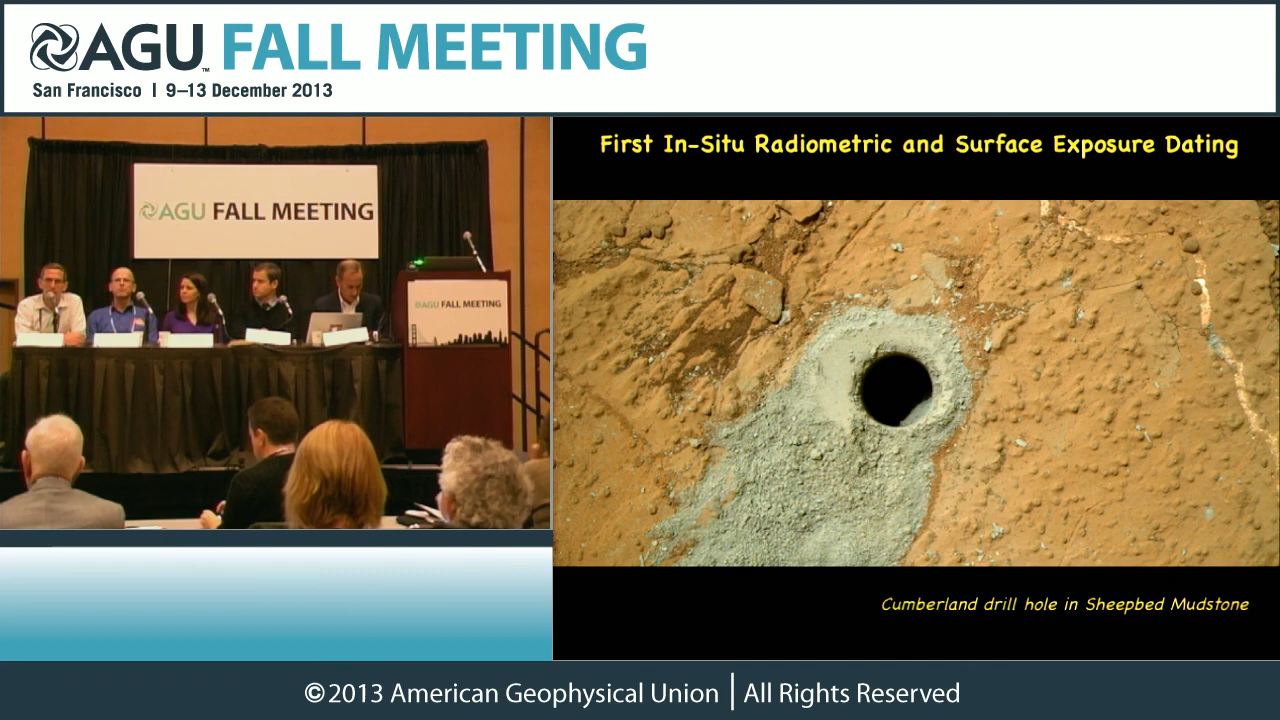 AGU™ FALL MEETING
San Francisco | 9–13 December 2013
AGU FALL MEETING
AGU FALL MEETING
First In-Situ Radiometric and Surface Exposure Dating
Cumberland drill hole in Sheepbed Mudstone
©2013 American Geophysical Union | All Rights Reserved